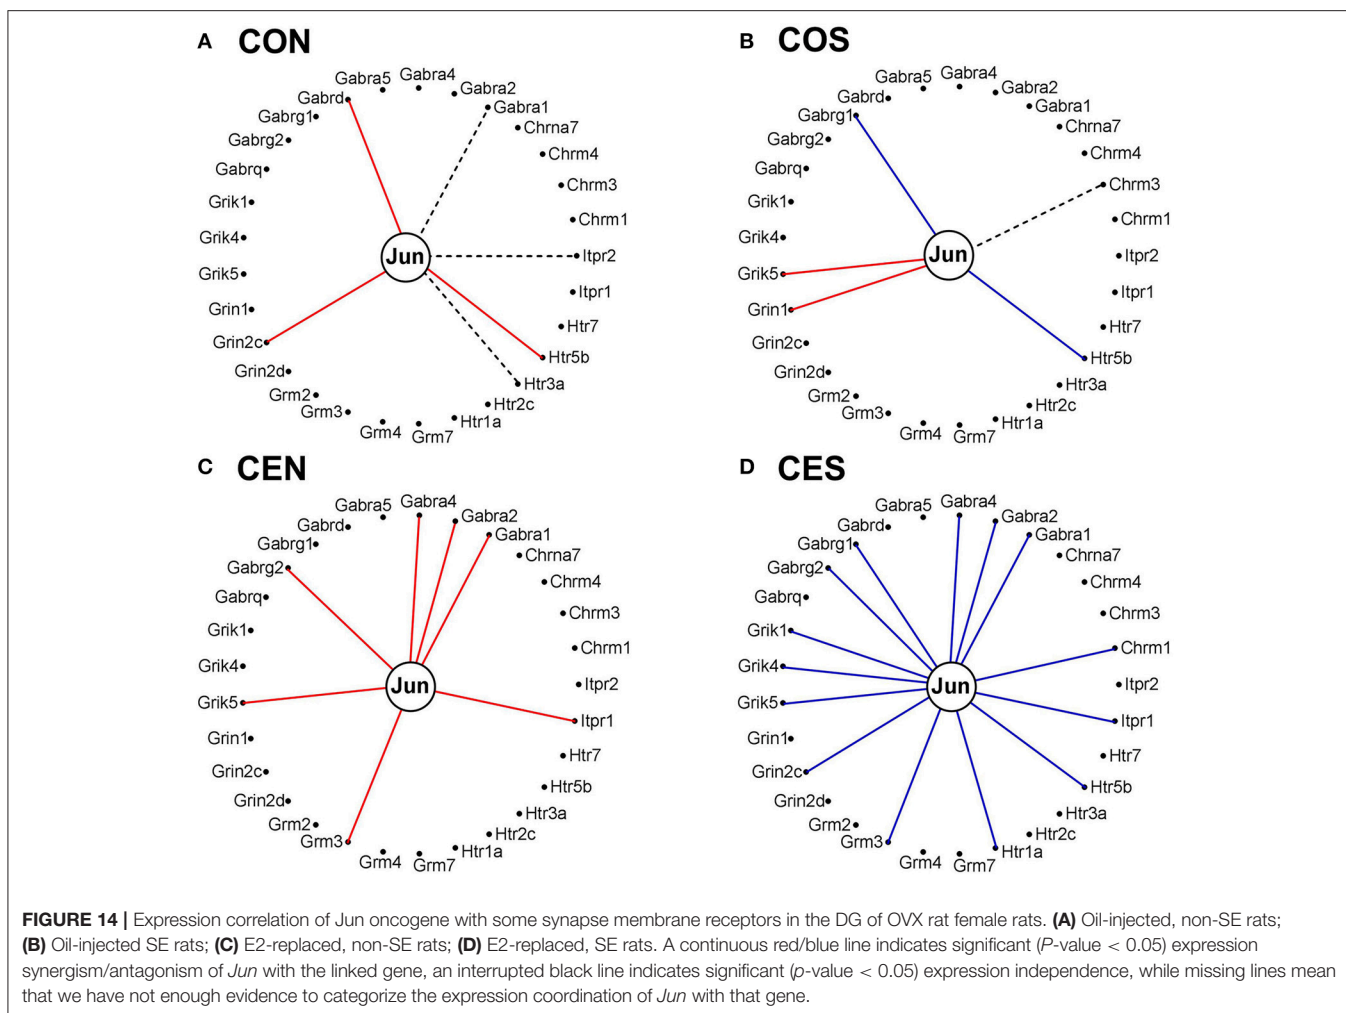 A CON
Gabra5
Gabra4
Gabra2
Gabra1
Chrna7
Chrm4
Chrm3
Chrm1
Itpr2
Itpr1
Htr7
Htr5b
Htr3a
Htr2c
Htr1a
Grm7
Grm4
Grm3
Grm2
Grin2d
Grin2c
Grin1
Grik5
Grik4
Grik1
Gabrq
Gabrg2
Gabrg1
Gabrd
Jun
B COS
Gabra5
Gabra4
Gabra2
Gabra1
Chrna7
Chrm4
Chrm3
Chrm1
Itpr2
Itpr1
Htr7
Htr5b
Htr3a
Htr2c
Htr1a
Grm7
Grm4
Grm3
Grm2
Grin2d
Grin2c
Grin1
Grik5
Grik4
Grik1
Gabrq
Gabrg2
Gabrg1
Gabrd
Jun
C CEN
Gabra5
Gabra4
Gabra2
Gabra1
Chrna7
Chrm4
Chrm3
Chrm1
Itpr2
Itpr1
Htr7
Htr5b
Htr3a
Htr2c
Htr1a
Grm7
Grm4
Grm3
Grm2
Grin2d
Grin2c
Grin1
Grik5
Grik4
Grik1
Gabrq
Gabrg2
Gabrg1
Gabrd
Jun
D CES
Gabra5
Gabra4
Gabra2
Gabra1
Chrna7
Chrm4
Chrm3
Chrm1
Itpr2
Itpr1
Htr7
Htr5b
Htr3a
Htr2c
Htr1a
Grm7
Grm4
Grm3
Grm2
Grin2d
Grin2c
Grin1
Grik5
Grik4
Grik1
Gabrq
Gabrg2
Gabrg1
Gabrd
Jun
FIGURE 14 | Expression correlation of Jun oncogene with some synapse membrane receptors in the DG of OVX rat female rats. (A) Oil-injected, non-SE rats;
(B) Oil-injected SE rats; (C) E2-replaced, non-SE rats; (D) E2-replaced, SE rats. A continuous red/blue line indicates significant (P-value < 0.05) expression
synergism/antagonism of Jun with the linked gene, an interrupted black line indicates significant (p-value < 0.05) expression independence, while missing lines mean
that we have not enough evidence to categorize the expression coordination of Jun with that gene.